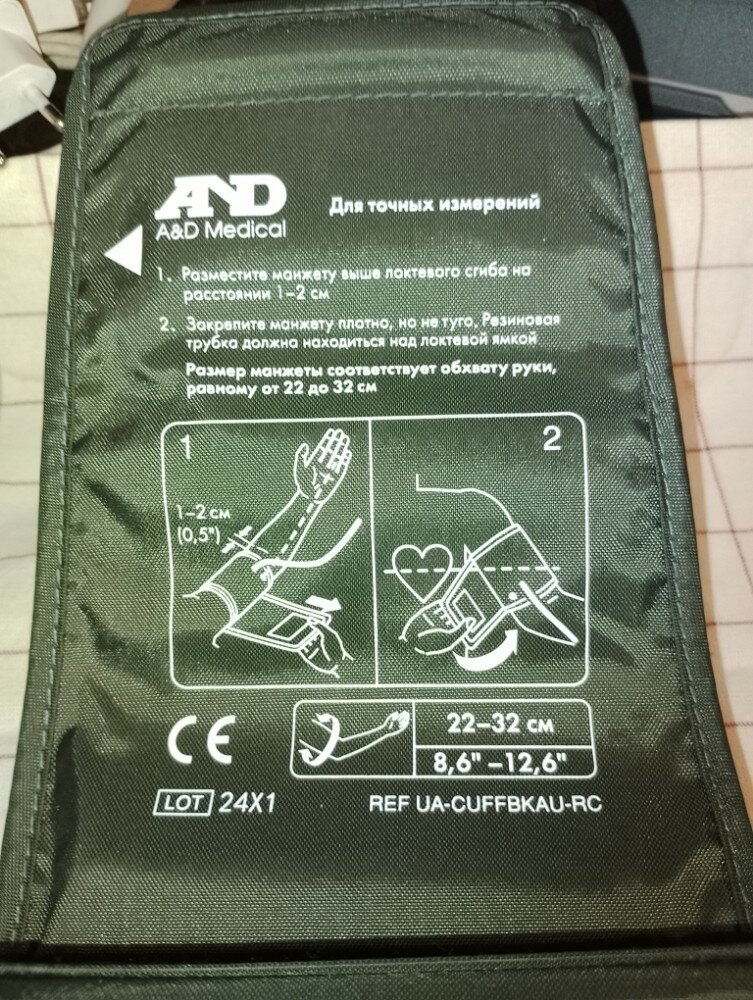 AND
A&D Medical
Для точных измерений
1. Разместите манжету выше локтевого сгиба на
расстоянии 1–2 см
2. Закрепите манжету плотно, но не туго. Резиновая
трубка должна находиться над локтевой ямкой
Размер манжеты соответствует обхвату руки,
равному от 22 до 32 см
1
2
1–2 см
(0,5")
CE
22–32 см
8,6" –12,6"
LOT 24X1
REF UA-CUFFBKAU-RC